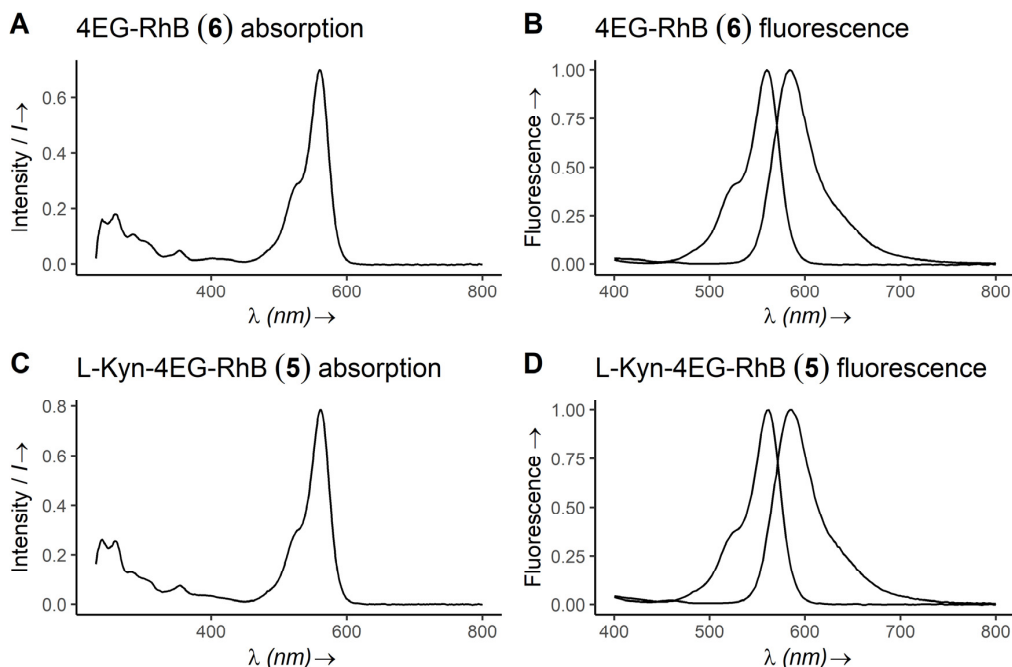 A 4EG-RhB (6) absorption
Intensity / I→
0.6
0.4
0.2
0.0
400 600 800
λ (nm)→
B 4EG-RhB (6) fluorescence
Fluorescence →
1.00
0.75
0.50
0.25
0.00
400 500 600 700 800
λ (nm)→
C L-Kyn-4EG-RhB (5) absorption
Intensity / I→
0.8
0.6
0.4
0.2
0.0
400 600 800
λ (nm)→
D L-Kyn-4EG-RhB (5) fluorescence
Fluorescence →
1.00
0.75
0.50
0.25
0.00
400 500 600 700 800
λ (nm)→